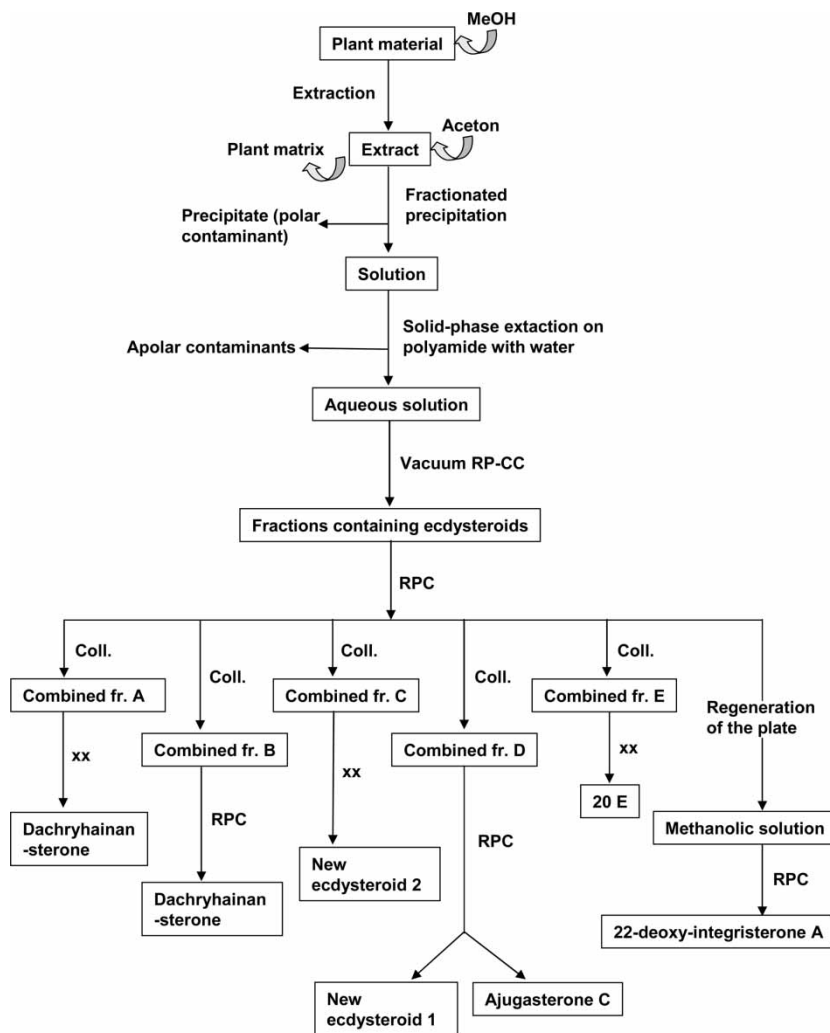 MeOH
Plant material
Extraction
Aceton
Plant matrix
Extract
Fractionated
precipitation
Precipitate (polar
contaminant)
Solution
Solid-phase extaction on
polyamide with water
Apolar contaminants
Aqueous solution
Vacuum RP-CC
Fractions containing ecdysteroids
RPC
Coll.
Coll.
Coll.
Coll.
Coll.
Combined fr. A
Combined fr. C
Combined fr. E
Regeneration
of the plate
Combined fr. B
Combined fr. D
xx
xx
xx
20 E
RPC
RPC
Dachryhainan
-sterone
Methanolic solution
New
ecdysteroid 2
RPC
Dachryhainan
-sterone
22-deoxy-integristerone A
New
ecdysteroid 1
Ajugasterone C